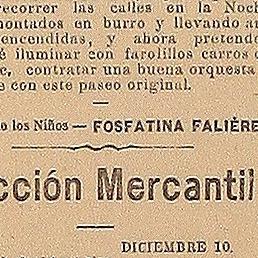 recorrer las calles en la Noch
montados en burro y llevando an
encendidas, y ahora pretende
é iluminar con farolillos carros d
e, contratar una buena orquesta
e con este paseo original.
—
o los Niños — FOSFATINA FALIÈRE
cción Mercantil
DICIEMBRE 10.